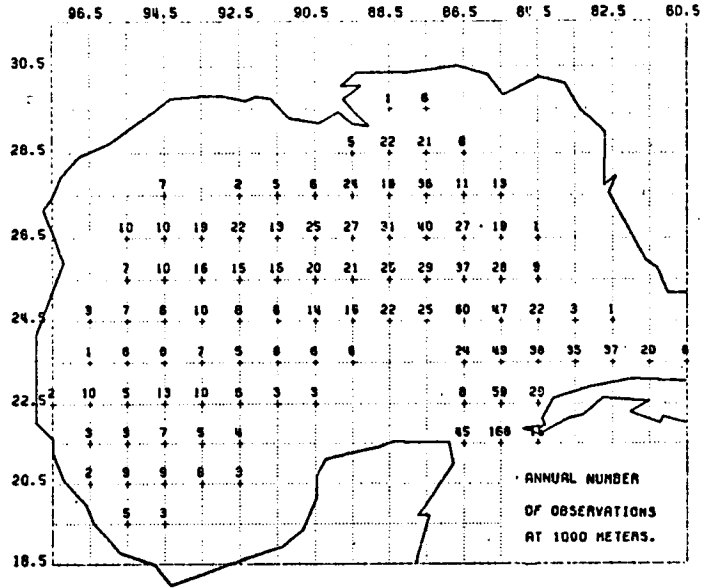 96.5 94.5 92.5 90.5 88.5 86.5 84.5 82.5 80.5
30.5
1 6
5 22 21 6
28.5
7 2 5 6 24 18 36 11 13
10 10 19 22 13 25 27 31 40 27 19 1
26.5
7 10 16 15 15 20 21 25 29 37 28 9
3 7 6 10 8 6 14 16 22 25 60 47 22 3 1
24.5
1 6 8 7 5 8 6 6 24 49 38 35 37 20 6
2 10 5 13 10 6 3 3 8 59 29
22.5
3 3 7 5 4 45 168
2 9 9 6 3
20.5
ANNUAL NUMBER
5 3
OF OBSERVATIONS
AT 1000 METERS.
18.5